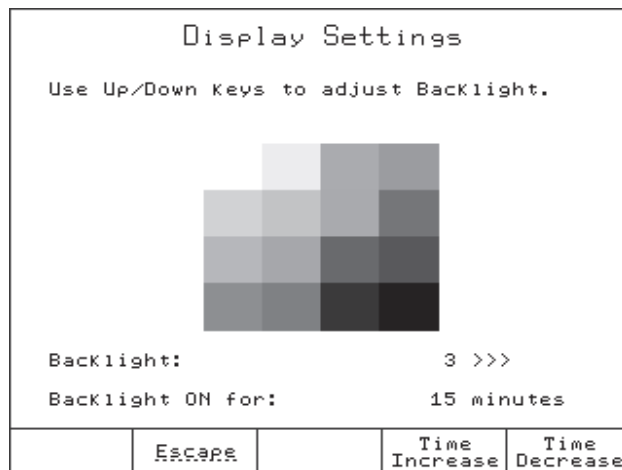 Display Settings
Use Up/Down Keys to adjust Backlight.
Backlight: 3 >>>
Backlight ON for: 15 minutes
Escape
Time Increase
Time Decrease